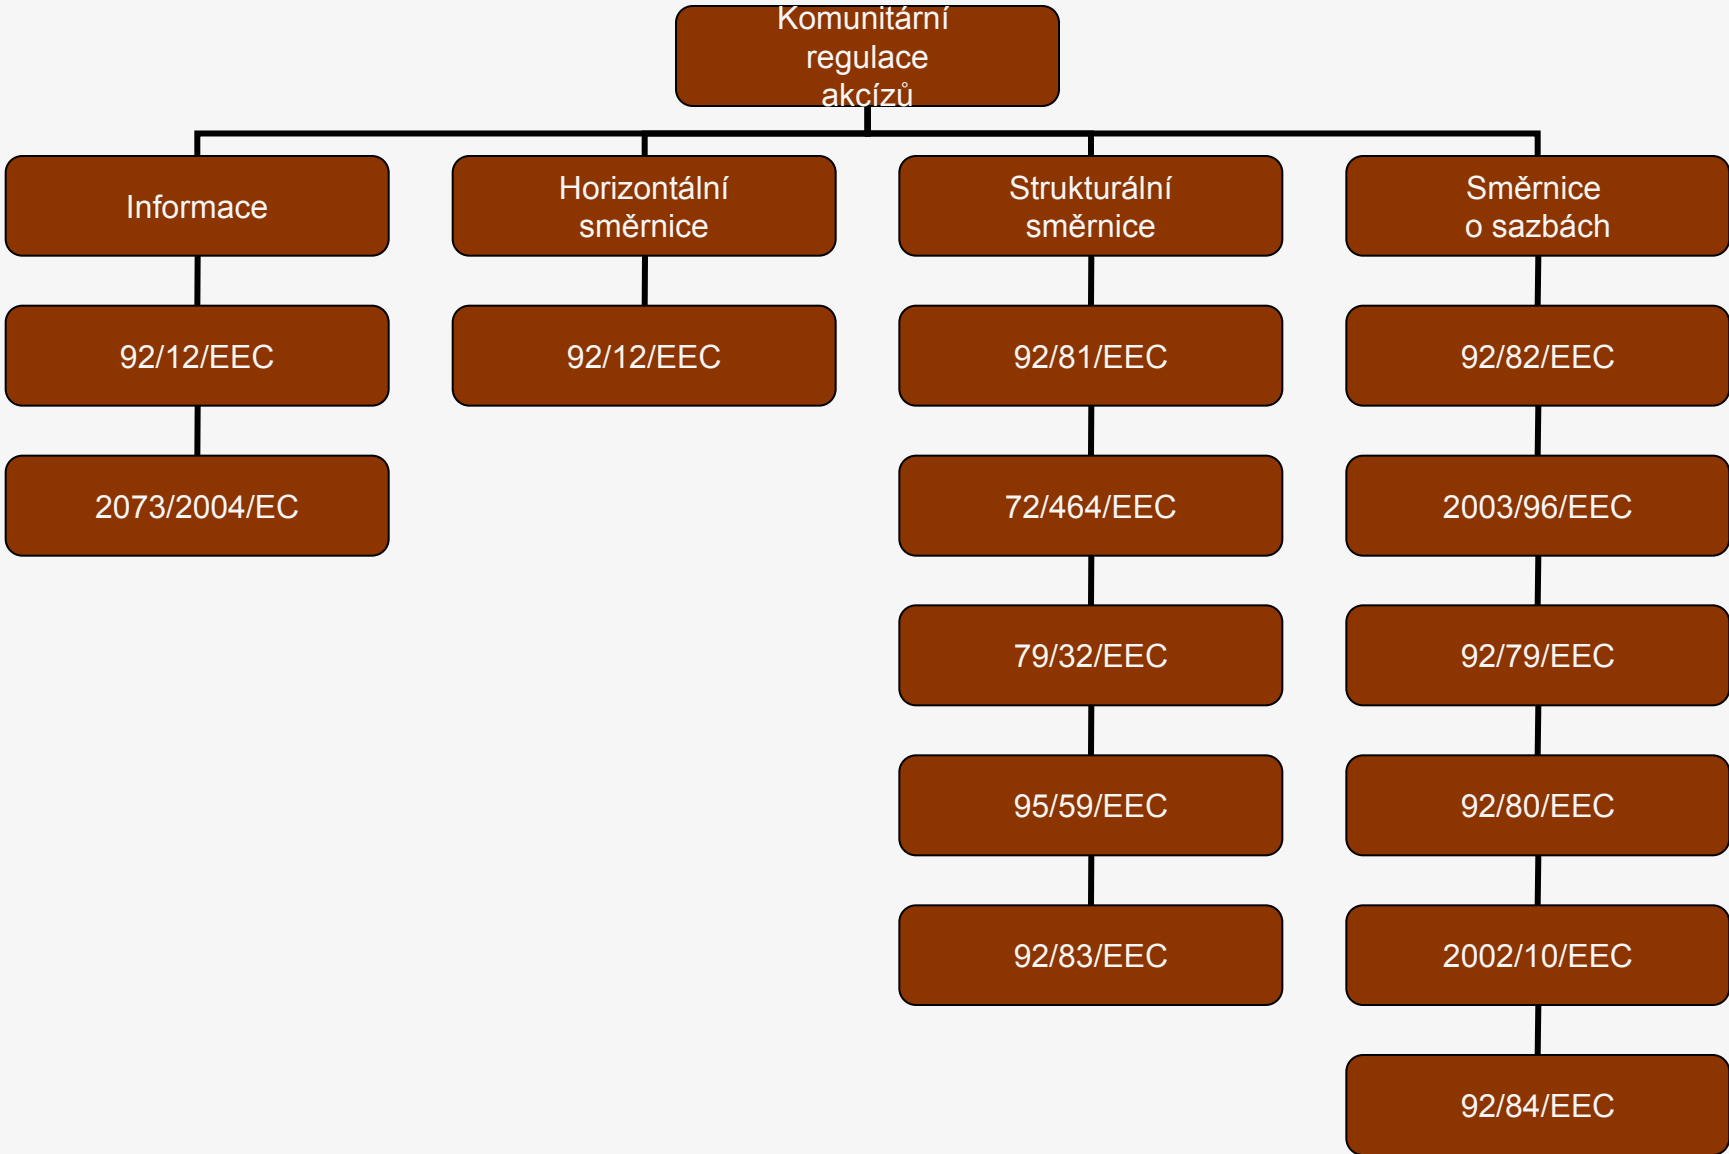 Komunitární
regulace
akcízů
Informace
Horizontální
směrnice
Strukturální
směrnice
Směrnice
o sazbách
92/12/EEC
92/12/EEC
92/81/EEC
92/82/EEC
2073/2004/EC
72/464/EEC
2003/96/EEC
79/32/EEC
92/79/EEC
95/59/EEC
92/80/EEC
92/83/EEC
2002/10/EEC
92/84/EEC